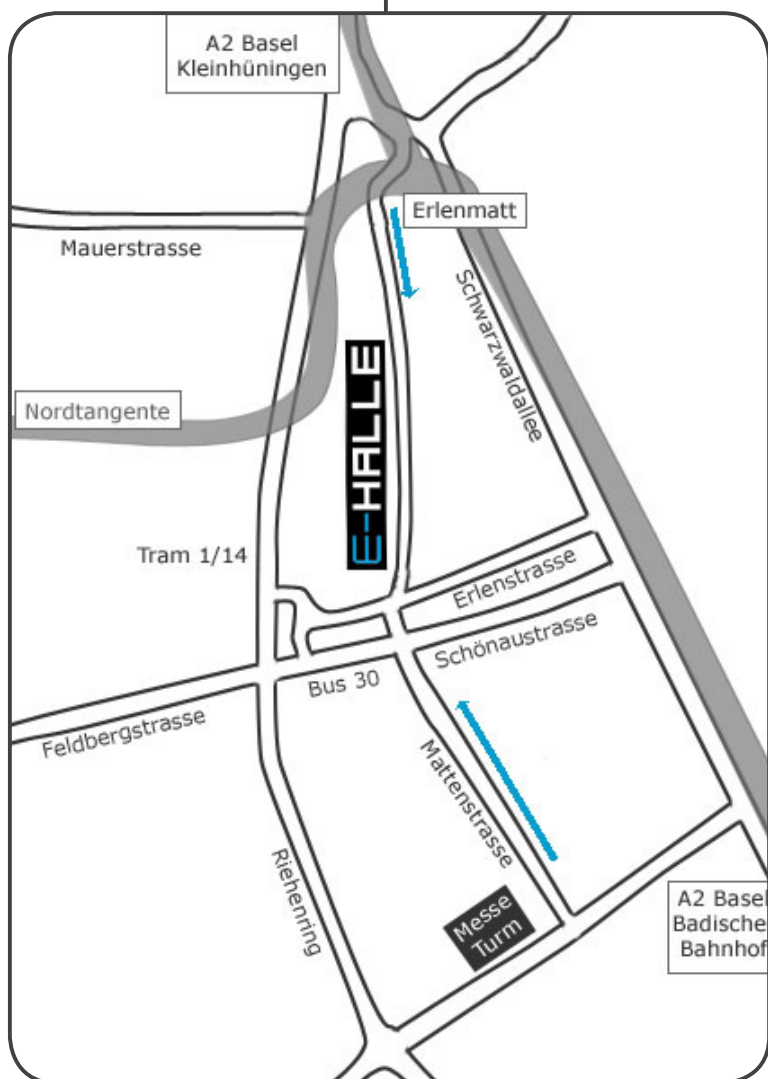 A2 Basel
Kleinhüningen
Erlenmatt
Mauerstrasse
Schwarzwaldallee
Nordtangente
E-HALLE
Tram 1/14
Erlenstrasse
Schönaustrasse
Bus 30
Feldbergstrasse
Mattenstrasse
Riehenring
Messe
Turm
A2 Basel
Badische
Bahnhof